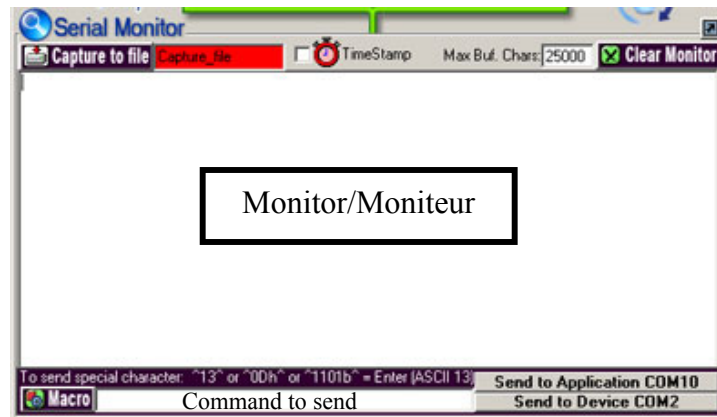 Serial Monitor
Capture to file Capture_file TimeStamp Max Buf. Chars: 25000 Clear Monitor
Monitor/Moniteur
To send special character: ^13^ or ^0Dh^ or ^1101b^ = Enter (ASCII 13)
Send to Application COM10
Macro Command to send Send to Device COM2